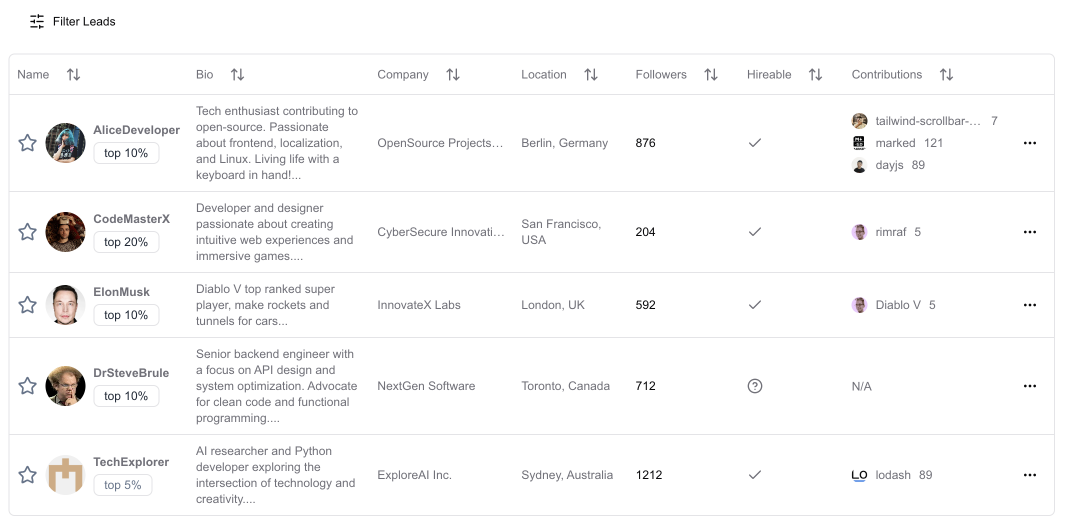 Filter Leads
Name Bio Company Location Followers Hireable Contributions
AliceDeveloper
top 10%
Tech enthusiast contributing to
open-source. Passionate
about frontend, localization,
and Linux. Living life with a
keyboard in hand!...
OpenSource Projects...
Berlin, Germany
876
tailwind-scrollbar-... 7
marked 121
dayjs 89
CodeMasterX
top 20%
Developer and designer
passionate about creating
intuitive web experiences and
immersive games....
CyberSecure Innovati...
San Francisco,
USA
204
rimraf 5
ElonMusk
top 10%
Diablo V top ranked super
player, make rockets and
tunnels for cars...
InnovateX Labs
London, UK
592
Diablo V 5
DrSteveBrule
top 10%
Senior backend engineer with
a focus on API design and
system optimization. Advocate
for clean code and functional
programming....
NextGen Software
Toronto, Canada
712
N/A
TechExplorer
top 5%
AI researcher and Python
developer exploring the
intersection of technology and
creativity....
ExploreAI Inc.
Sydney, Australia
1212
LO lodash 89